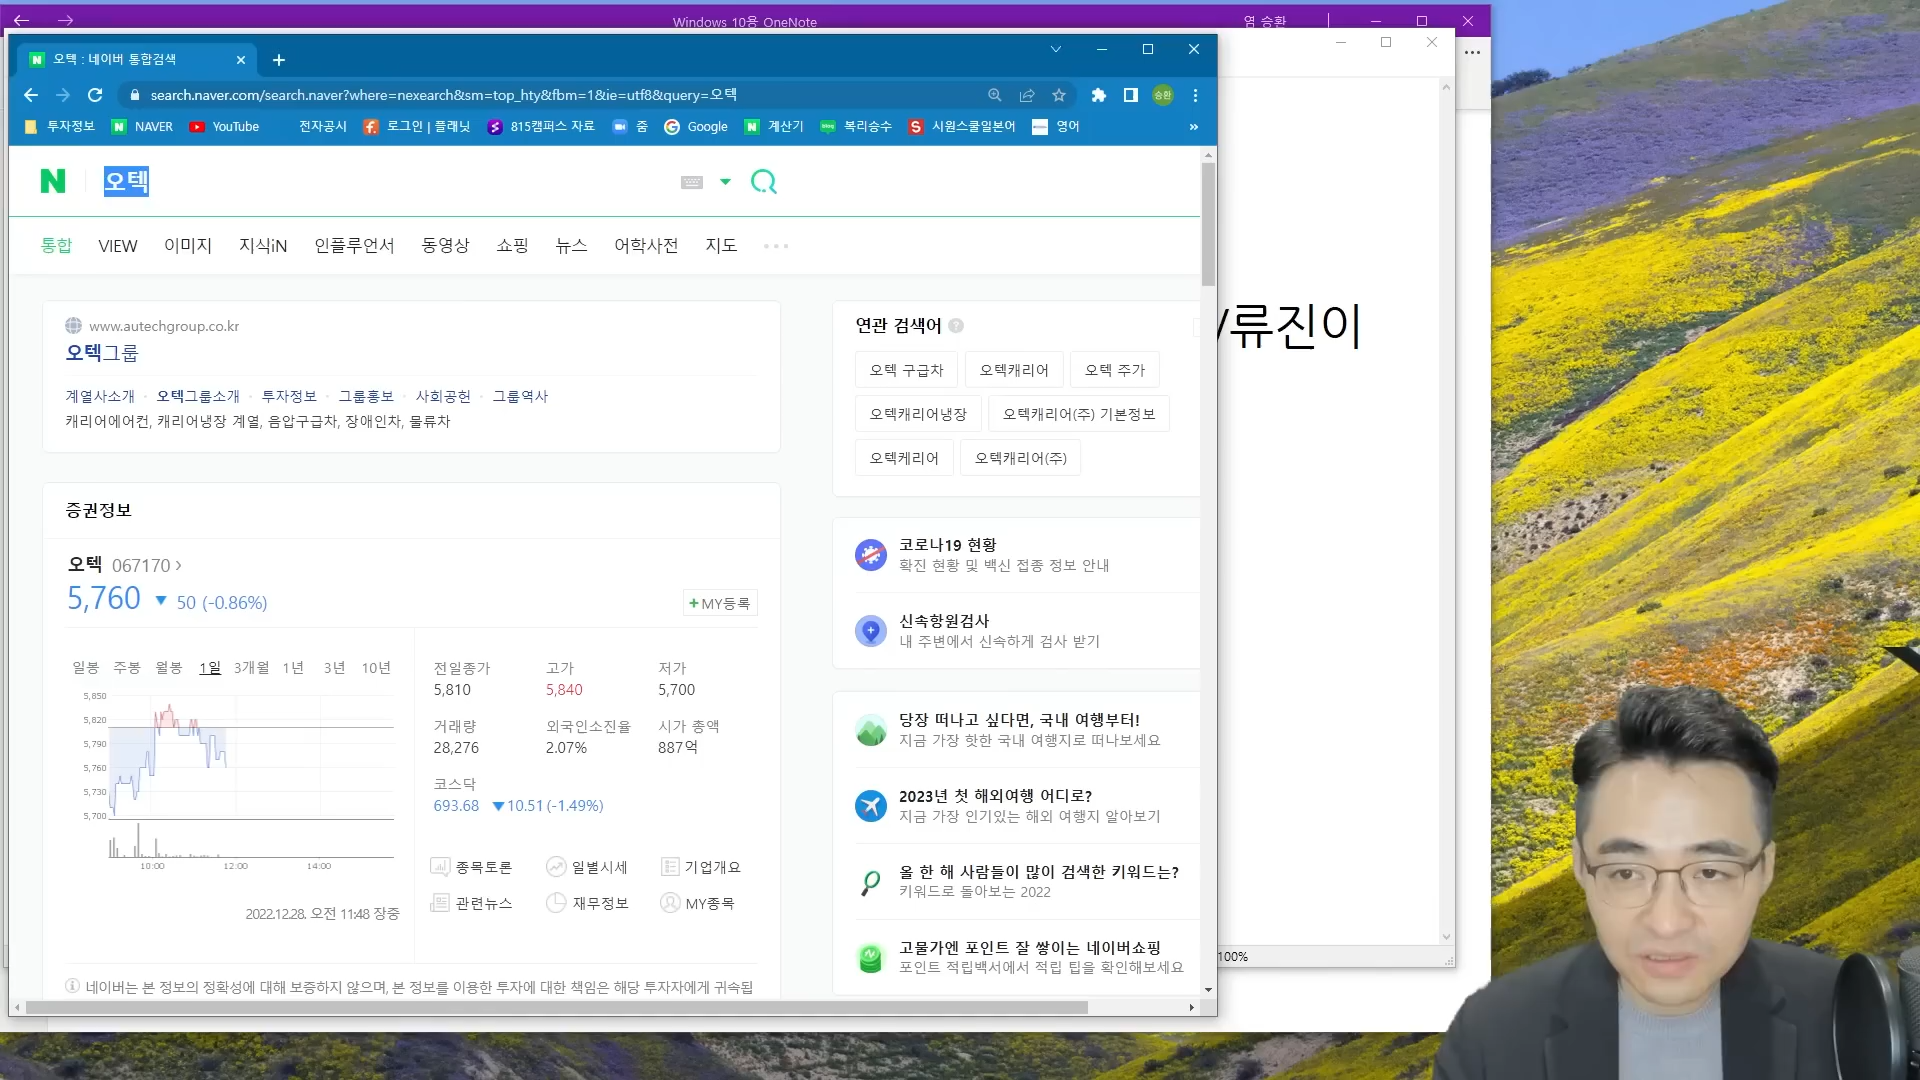 Windows 10용 OneNote
염 승환
오텍 : 네이버 통합검색
search.naver.com/search.naver?where=nexearch&sm=top_hty&fbm=1&ie=utf8&query=오텍
승환
투자정보 NAVER YouTube 전자공시 로그인 | 플래닛 815캠퍼스 자료 줌 Google 계산기 복리승수 시원스쿨일본어 영어 »
N 오텍
통합 VIEW 이미지 지식iN 인플루언서 동영상 쇼핑 뉴스 어학사전 지도
www.autechgroup.co.kr
오텍그룹
계열사소개 · 오텍그룹소개 · 투자정보 · 그룹홍보 · 사회공헌 · 그룹역사
캐리어에어컨, 캐리어냉장 계열, 음압구급차, 장애인차, 물류차
증권정보
오텍 067170 ›
5,760 ▼ 50 (-0.86%)
+MY등록
일봉 주봉 월봉 1일 3개월 1년 3년 10년
5,850
5,820
5,790
5,760
5,730
5,700
10:00 12:00 14:00
2022.12.28. 오전 11:48 장중
전일종가 고가 저가
5,810 5,840 5,700
거래량 외국인소진율 시가 총액
28,276 2.07% 887억
코스닥
693.68 ▼10.51 (-1.49%)
종목토론 일별시세 기업개요
관련뉴스 재무정보 MY종목
네이버는 본 정보의 정확성에 대해 보증하지 않으며, 본 정보를 이용한 투자에 대한 책임은 해당 투자자에게 귀속됩
연관 검색어 ?
오텍 구급차 오텍캐리어 오텍 주가
오텍캐리어냉장 오텍캐리어(주) 기본정보
오텍케리어 오텍캐리어(주)
코로나19 현황
확진 현황 및 백신 접종 정보 안내
신속항원검사
내 주변에서 신속하게 검사 받기
당장 떠나고 싶다면, 국내 여행부터!
지금 가장 핫한 국내 여행지로 떠나보세요
2023년 첫 해외여행 어디로?
지금 가장 인기있는 해외 여행지 알아보기
올 한 해 사람들이 많이 검색한 키워드는?
키워드로 돌아보는 2022
고물가엔 포인트 잘 쌓이는 네이버쇼핑
포인트 적립백서에서 적립 팁을 확인해보세요
/류진이
100%